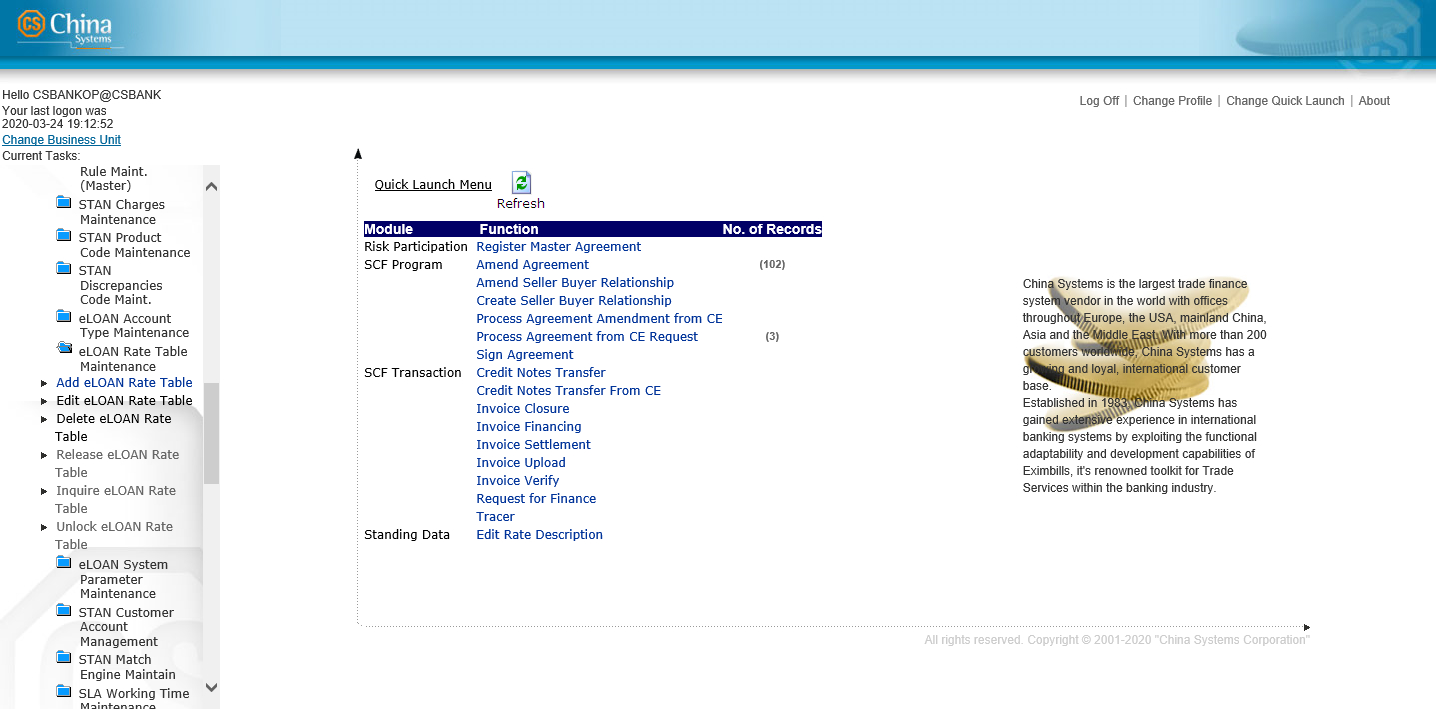 CS China
Systems
CS
Hello CSBANKOP@CSBANK
Your last logon was
2020-03-24 19:12:52
Change Business Unit
Current Tasks:
Log Off | Change Profile | Change Quick Launch | About
Rule Maint.
(Master)
STAN Charges
Maintenance
STAN Product
Code Maintenance
STAN
Discrepancies
Code Maint.
eLOAN Account
Type Maintenance
eLOAN Rate Table
Maintenance
Add eLOAN Rate Table
Edit eLOAN Rate Table
Delete eLOAN Rate
Table
Release eLOAN Rate
Table
Inquire eLOAN Rate
Table
Unlock eLOAN Rate
Table
eLOAN System
Parameter
Maintenance
STAN Customer
Account
Management
STAN Match
Engine Maintain
SLA Working Time
Maintenance
Quick Launch Menu
Refresh
Module Function No. of Records
Risk Participation Register Master Agreement
SCF Program Amend Agreement (102)
Amend Seller Buyer Relationship
Create Seller Buyer Relationship
Process Agreement Amendment from CE
Process Agreement from CE Request (3)
Sign Agreement
SCF Transaction Credit Notes Transfer
Credit Notes Transfer From CE
Invoice Closure
Invoice Financing
Invoice Settlement
Invoice Upload
Invoice Verify
Request for Finance
Tracer
Standing Data Edit Rate Description
China Systems is the largest trade finance
system vendor in the world with offices
throughout Europe, the USA, mainland China,
Asia and the Middle East. With more than 200
customers worldwide, China Systems has a
growing and loyal, international customer
base.
Established in 1983, China Systems has
gained extensive experience in international
banking systems by exploiting the functional
adaptability and development capabilities of
Eximbills, it's renowned toolkit for Trade
Services within the banking industry.
All rights reserved. Copyright © 2001-2020 "China Systems Corporation"